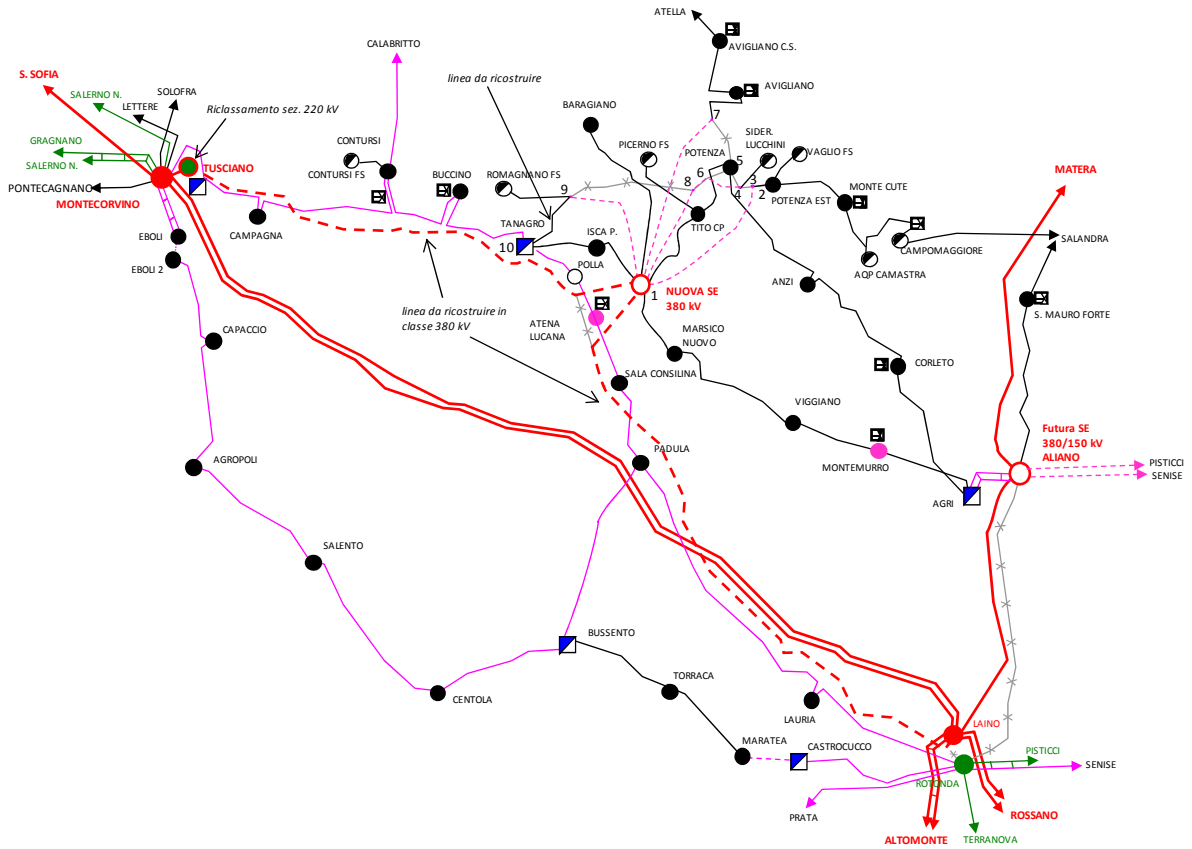 ATELLA
AVIGLIANO C.S.
CALABRITTO
linea da ricostruire
S. SOFIA
SALERNO N.
SOLOFRA
LETTERE
Riclassamento sez. 220 kV
AVIGLIANO
BARAGIANO
7
SIDER.
LUCCHINI
GRAGNANO
SALERNO N.
CONTURSI
PICERNO FS
POTENZA
VAGLIO FS
TUSCIANO
CONTURSI FS
BUCCINO
ROMAGNANO FS
5
6
3
PONTECAGNANO
MONTECORVINO
9
8
4
2
POTENZA EST
MONTE CUTE
EBOLI
CAMPAGNA
TANAGRO
TITO CP
10
ISCA P.
CAMPOMAGGIORE
SALANDRA
MATERA
EBOLI 2
POLLA
AQP CAMASTRA
ANZI
NUOVA SE
380 kV
1
linea da ricostruire in
classe 380 kV
ATENA
LUCANA
S. MAURO FORTE
CAPACCIO
MARSICO
NUOVO
CORLETO
SALA CONSILINA
VIGGIANO
Futura SE
380/150 kV
ALIANO
AGROPOLI
PADULA
MONTEMURRO
PISTICCI
SENISE
AGRI
SALENTO
BUSSENTO
CENTOLA
TORRACA
LAURIA
LAINO
MARATEA
CASTROCUCCO
PISTICCI
SENISE
ROTONDA
PRATA
ROSSANO
ALTOMONTE
TERRANOVA